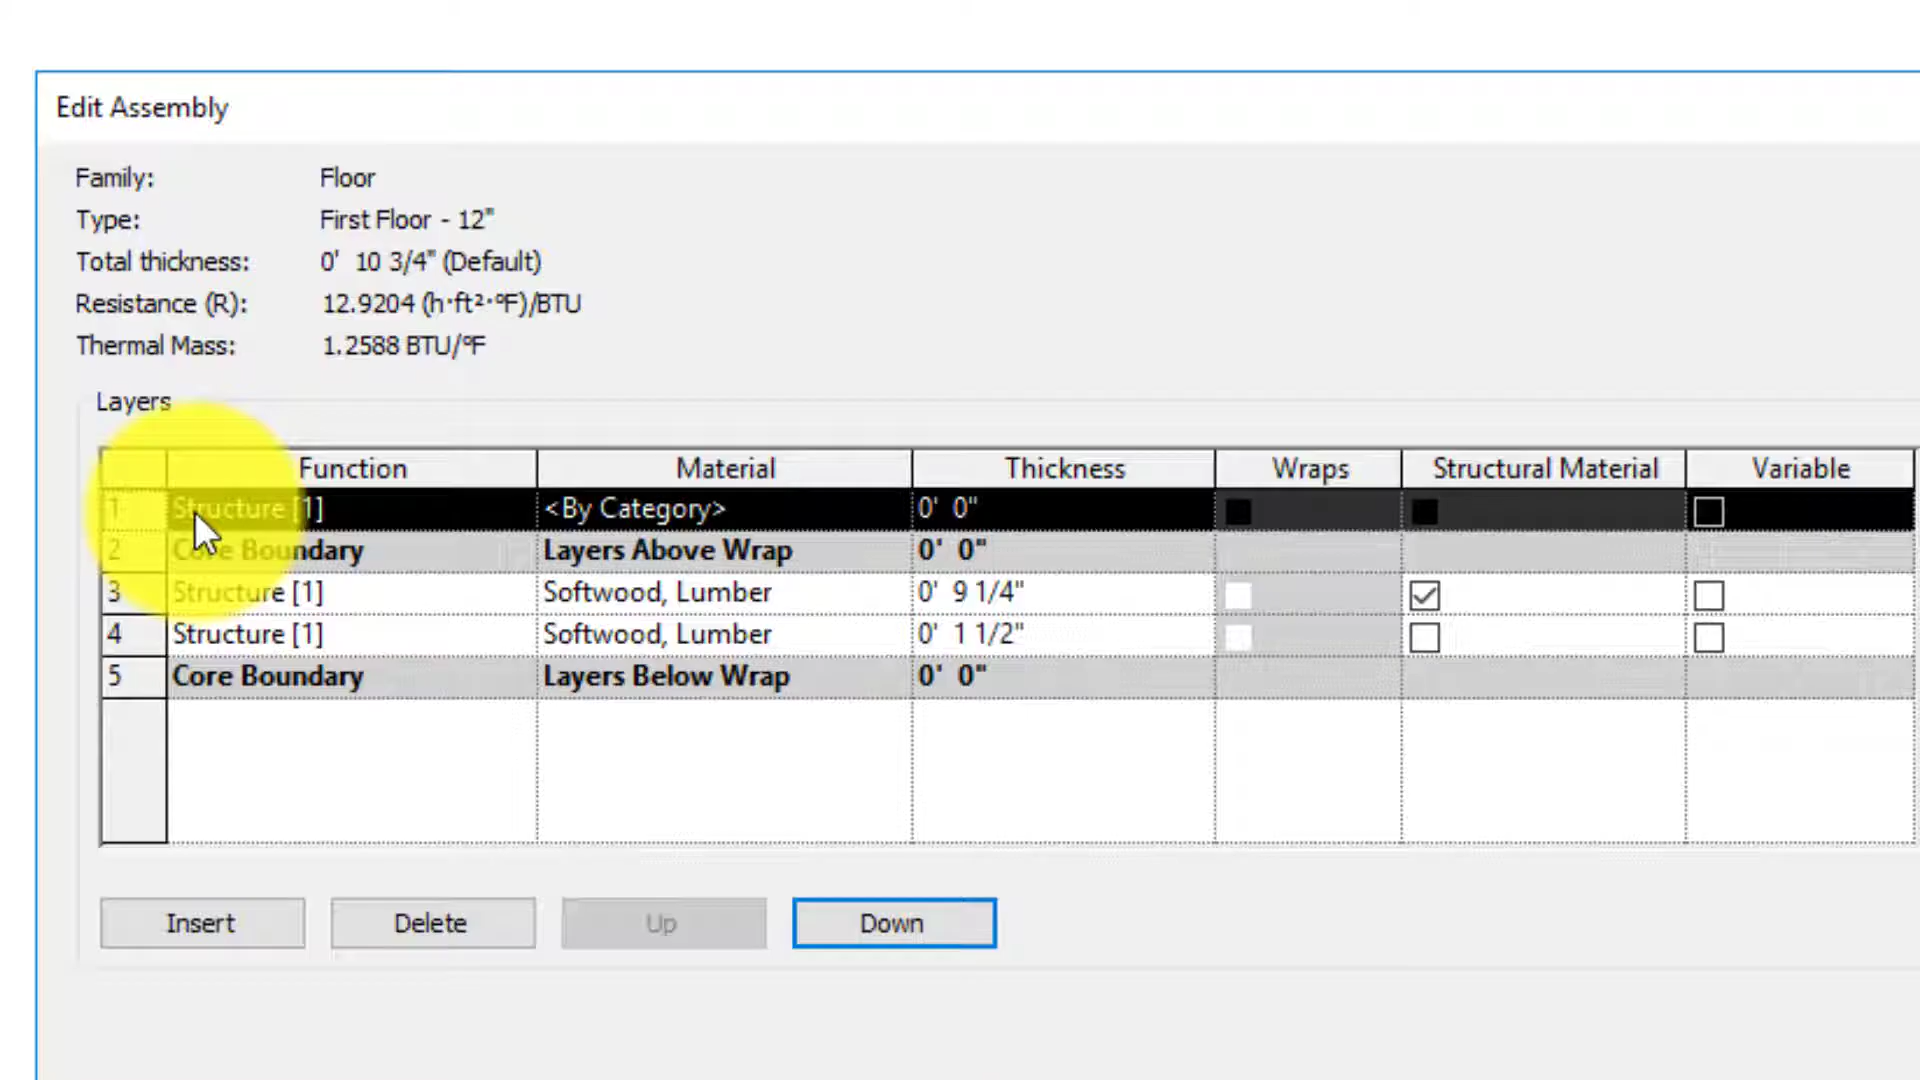 Edit Assembly
Family: Floor
Type: First Floor - 12"
Total thickness: 0' 10 3/4" (Default)
Resistance (R): 12.9204 (h·ft²·°F)/BTU
Thermal Mass: 1.2588 BTU/°F
Layers
Function Material Thickness Wraps Structural Material Variable
1 Structure [1] <By Category> 0' 0"
2 Core Boundary Layers Above Wrap 0' 0"
3 Structure [1] Softwood, Lumber 0' 9 1/4"
4 Structure [1] Softwood, Lumber 0' 1 1/2"
5 Core Boundary Layers Below Wrap 0' 0"
Insert Delete Up Down